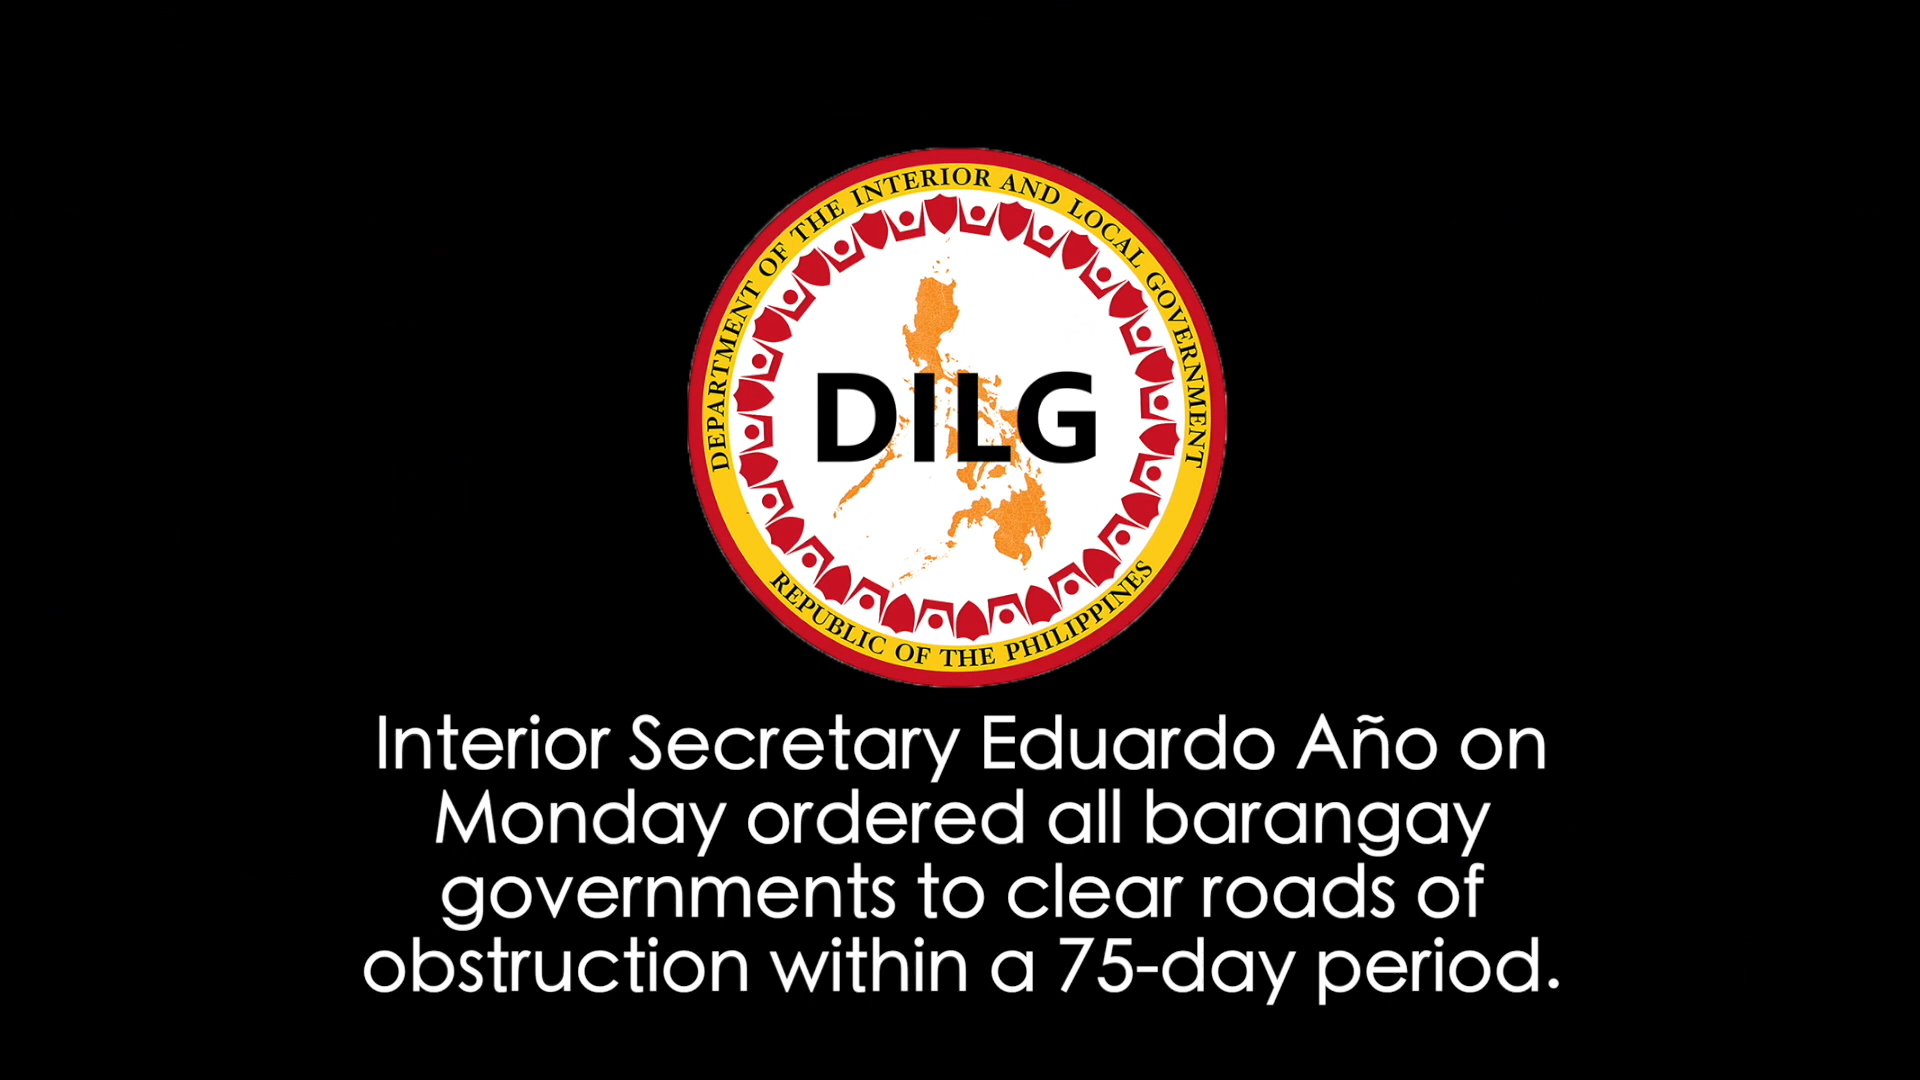 DEPARTMENT OF THE INTERIOR AND LOCAL GOVERNMENT
DILG
REPUBLIC OF THE PHILIPPINES
Interior Secretary Eduardo Año on
Monday ordered all barangay
governments to clear roads of
obstruction within a 75-day period.